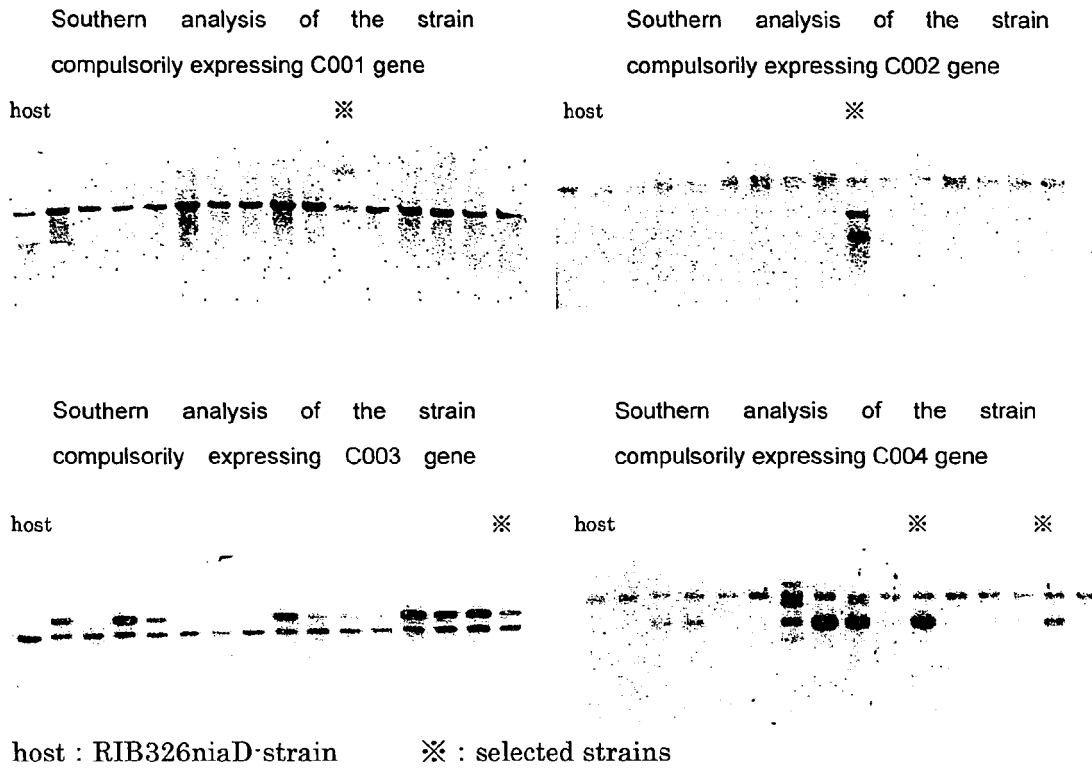 Southern analysis of the strain
compulsorily expressing C001 gene
host ※
Southern analysis of the strain
compulsorily expressing C002 gene
host ※
Southern analysis of the strain
compulsorily expressing C003 gene
host ※
Southern analysis of the strain
compulsorily expressing C004 gene
host ※ ※
host : RIB326niaD-strain ※ : selected strains